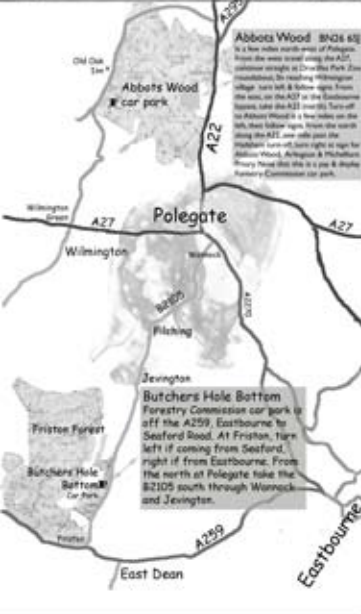 A295
Abbots Wood BN26 6SJ
is a few miles north west of Polegate.
From the west travel along the A27,
continue straight at Drusillas Park Zoo
roundabout. On reaching Wilmington
village turn left & follow signs. From
the east, on the A27 at the Eastbourne
square, take the A22 (north). Turn-off
to Abbots Wood is a few miles on the
left, then follow signs. From the north
along the A22, one mile past the
Hailsham turn-off, turn right at sign for
Abbots Wood, Arlington & Michelham
Priory. Note that this is a pay & display
Forestry Commission car park.
Old Oak
Inn
Abbots Wood
car park
A22
Wilmington
Green
A27
Polegate
A27
Wilmington
Wannock
B2105
A2270
Filching
Jevington
Butchers Hole Bottom
Forestry Commission car park is
off the A259, Eastbourne to
Seaford Road. At Friston, turn
left if coming from Seaford,
right if from Eastbourne. From
the north at Polegate take the
B2105 south through Wannock
and Jevington.
Friston Forest
Butchers Hole
Bottom
Car Park
Friston
A259
East Dean
Eastbourne